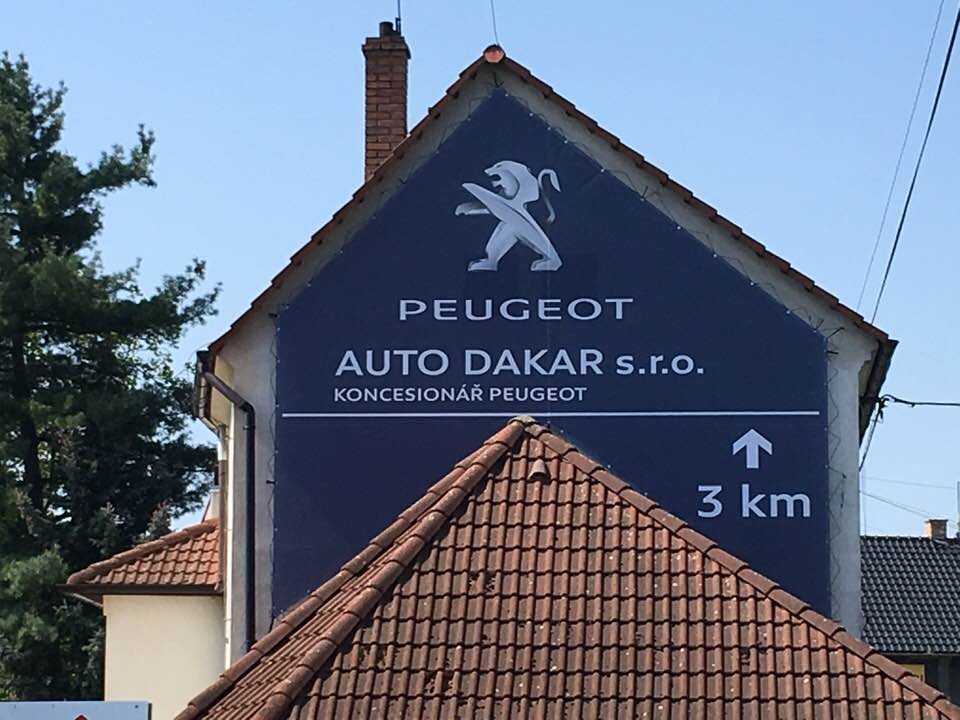 PEUGEOT
AUTO DAKAR s.r.o.
KONCESIONÁŘ PEUGEOT
3 km